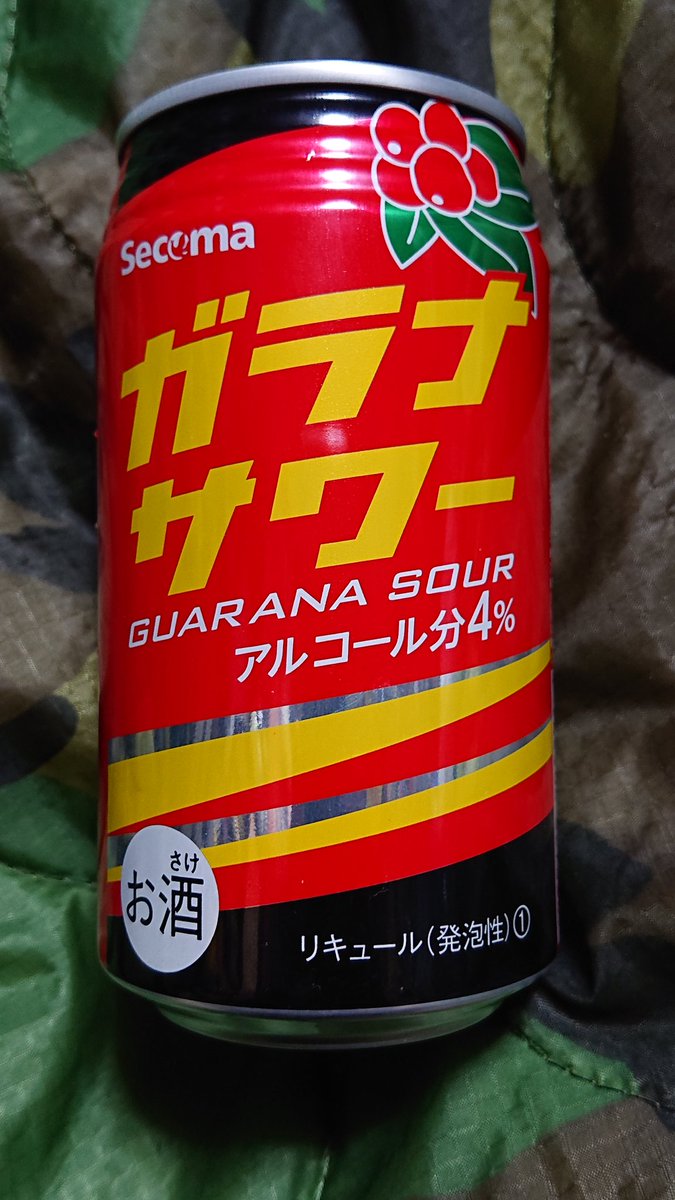 Secoma
ガラナ
サワー
GUARANA SOUR
アルコール分4%
さけ
お酒
リキュール(発泡性)①